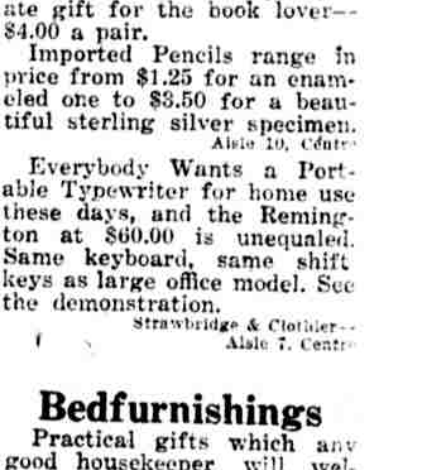 ate gift for the book lover--
$4.00 a pair.
Imported Pencils range in
price from $1.25 for an enam-
eled one to $3.50 for a beau-
tiful sterling silver specimen.
Aisle 10, Centre
Everybody Wants a Port-
able Typewriter for home use
these days, and the Reming-
ton at $60.00 is unequaled.
Same keyboard, same shift
keys as large office model. See
the demonstration.
Strawbridge & Clothier--
Aisle 7, Centre
Bedfurnishings
Practical gifts which any
good housekeeper will wel-